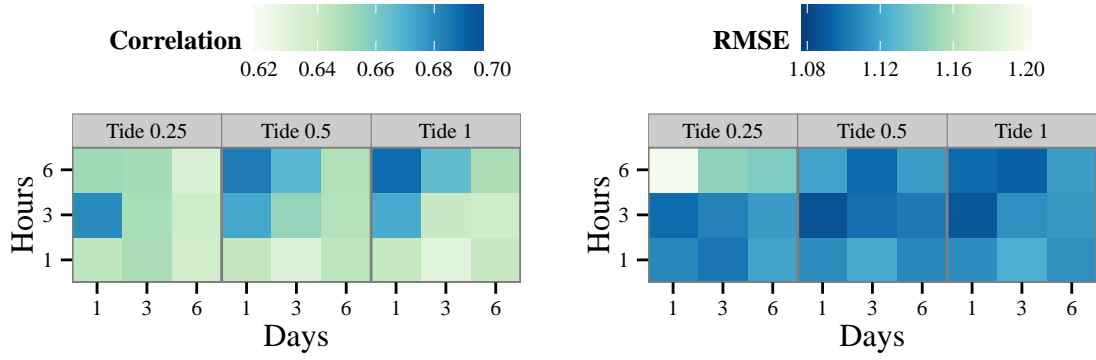 Correlation
0.62 0.64 0.66 0.68 0.70
Tide 0.25 Tide 0.5 Tide 1
Hours
6
3
1
1 3 6 1 3 6 1 3 6
Days
RMSE
1.08 1.12 1.16 1.20
Tide 0.25 Tide 0.5 Tide 1
Hours
6
3
1
1 3 6 1 3 6 1 3 6
Days